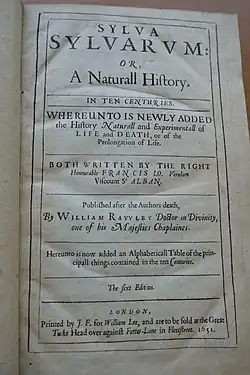 SYLVA
SYLVARVM:
OR,
A Naturall History.
IN TEN CENTURIES.
WHEREUNTO IS NEWLY ADDED
the History Naturall and Experimentall of
LIFE and DEATH, or of the
Prolongation of Life.
BOTH WRITTEN BY THE RIGHT
Honourable FRANCIS LO. Verulam
Viscount St ALBAN.
Published after the Authors death,
By WILLIAM RAWLEY Doctor in Divinity,
one of his Majesties Chaplaines.
Hereunto is now added an Alphabeticall Table of the
principall things contained in the ten Centuries.
The sixt Edition.
LONDON,
Printed by J. F. for William Lee, and are to be sold at the Great
Turks Head over against Fetter-Lane in Fleetstreet. 1651.